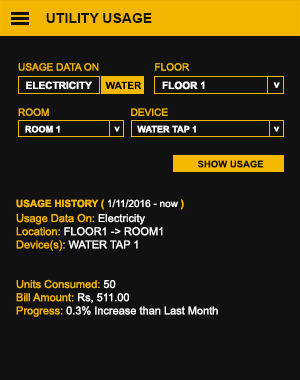 UTILITY USAGE
USAGE DATA ON FLOOR
ELECTRICITY WATER FLOOR 1 v
ROOM DEVICE
ROOM 1 v WATER TAP 1 v
SHOW USAGE
USAGE HISTORY ( 1/11/2016 - now )
Usage Data On: Electricity
Location: FLOOR1 -> ROOM1
Device(s): WATER TAP 1
Units Consumed: 50
Bill Amount: Rs, 511.00
Progress: 0.3% Increase than Last Month